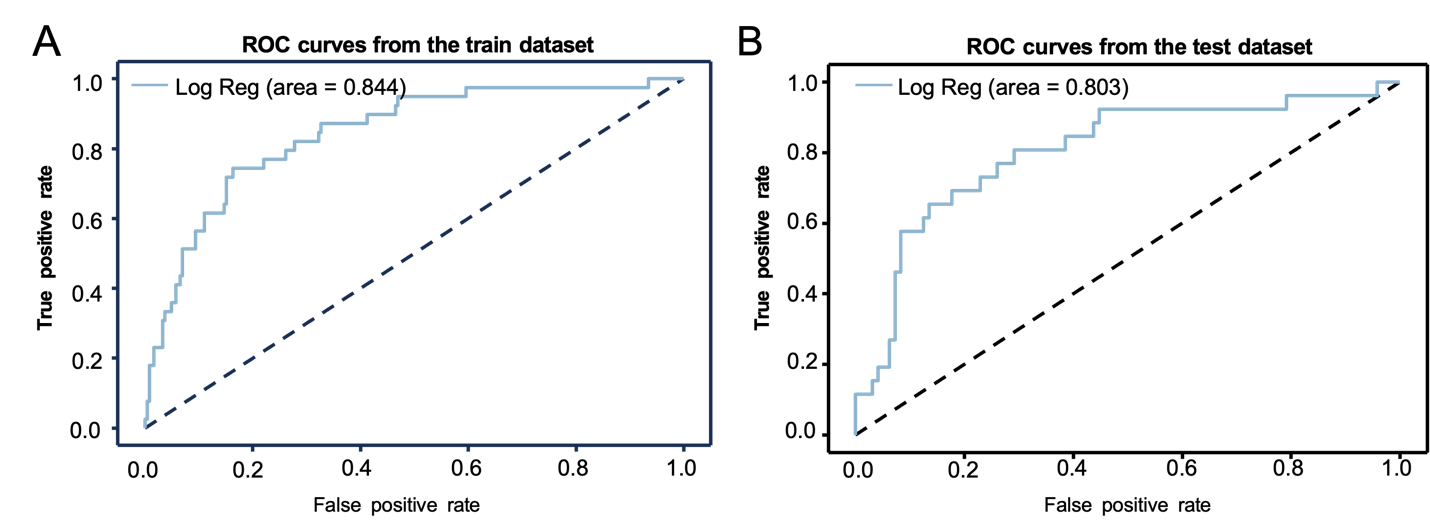 A
ROC curves from the train dataset
Log Reg (area = 0.844)
True positive rate
1.0
0.8
0.6
0.4
0.2
0.0
0.0 0.2 0.4 0.6 0.8 1.0
False positive rate
B
ROC curves from the test dataset
Log Reg (area = 0.803)
True positive rate
1.0
0.8
0.6
0.4
0.2
0.0
0.0 0.2 0.4 0.6 0.8 1.0
False positive rate